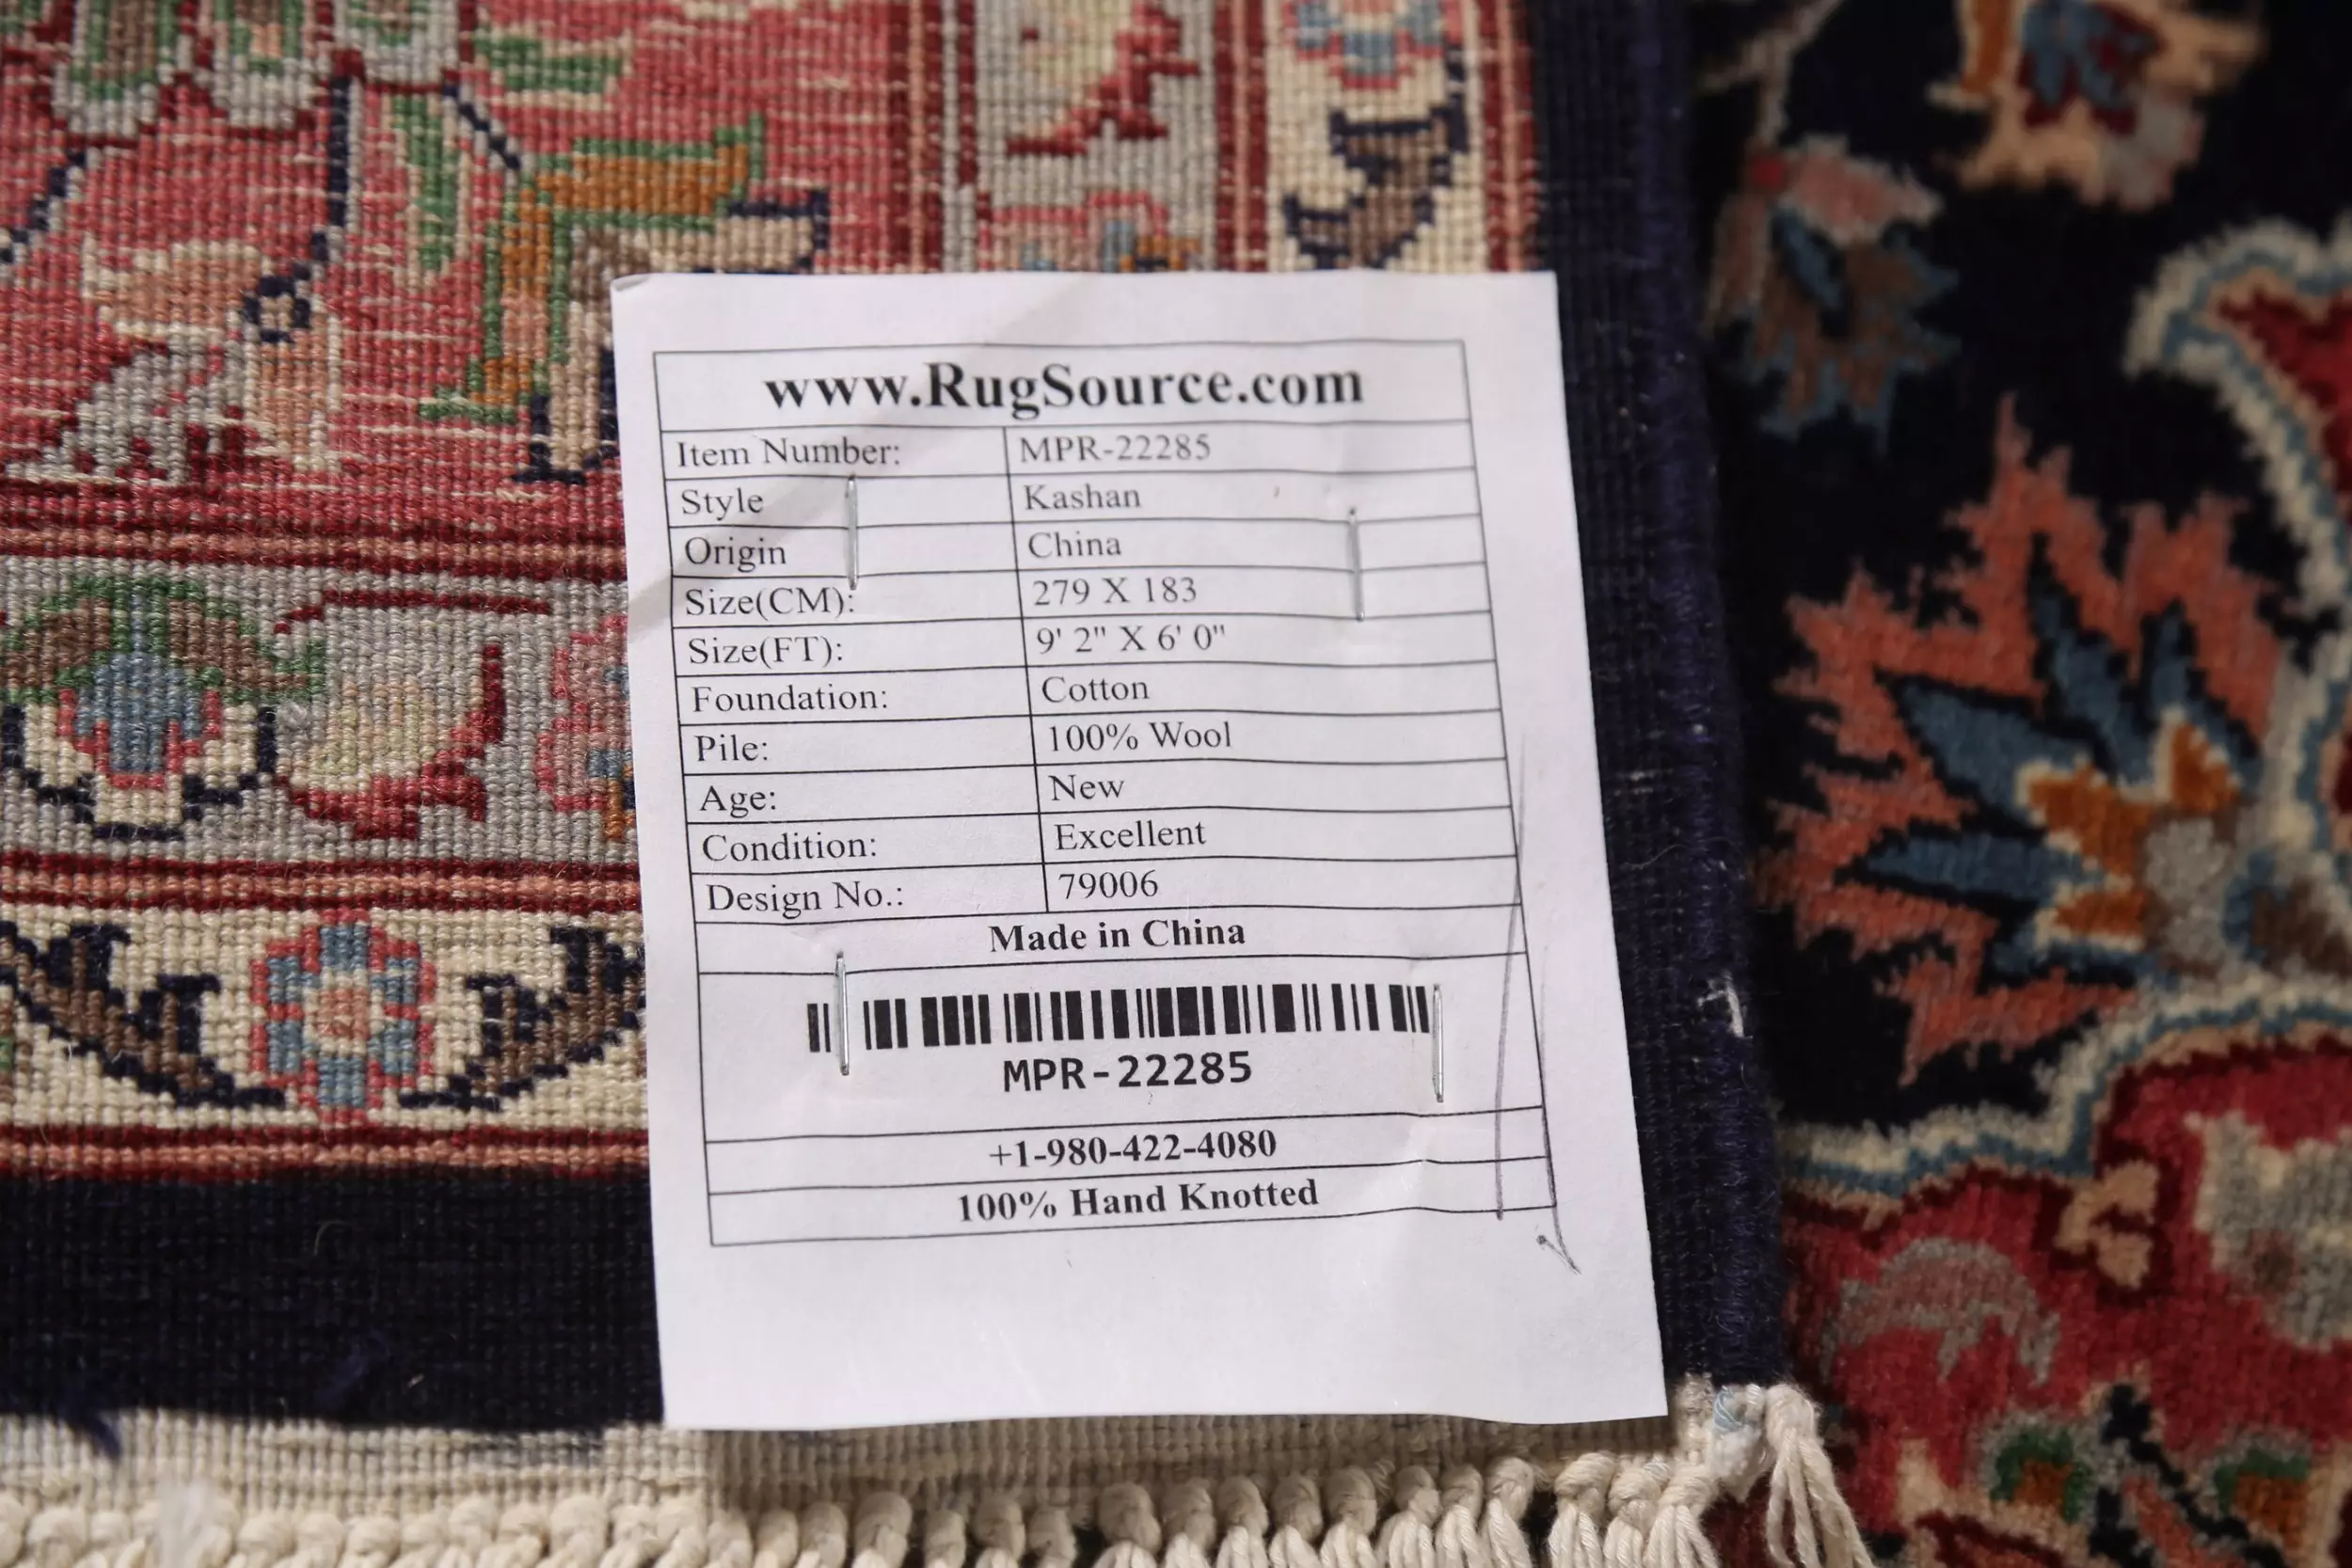 www.RugSource.com
Item Number: MPR-22285
Style Kashan
Origin China
Size(CM): 279 X 183
Size(FT): 9' 2" X 6' 0"
Foundation: Cotton
Pile: 100% Wool
Age: New
Condition: Excellent
Design No.: 79006
Made in China
MPR-22285
+1-980-422-4080
100% Hand Knotted